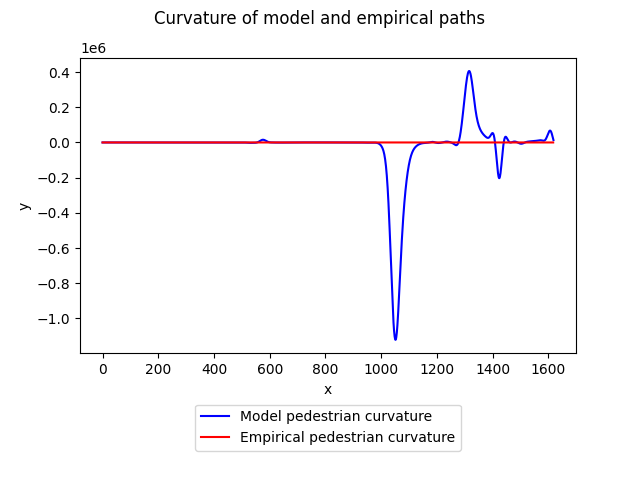 Curvature of model and empirical paths
1e6
0.4
0.2
0.0
−0.2
−0.4
−0.6
−0.8
−1.0
y
0 200 400 600 800 1000 1200 1400 1600
x
Model pedestrian curvature
Empirical pedestrian curvature